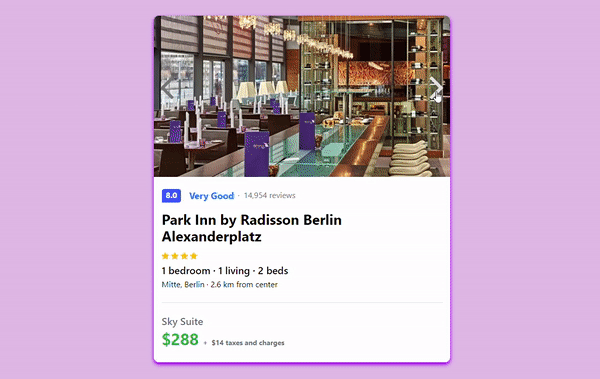 8.0 Very Good · 14,954 reviews
Park Inn by Radisson Berlin
Alexanderplatz
1 bedroom · 1 living · 2 beds
Mitte, Berlin · 2.6 km from center
Sky Suite
$288 + $14 taxes and charges